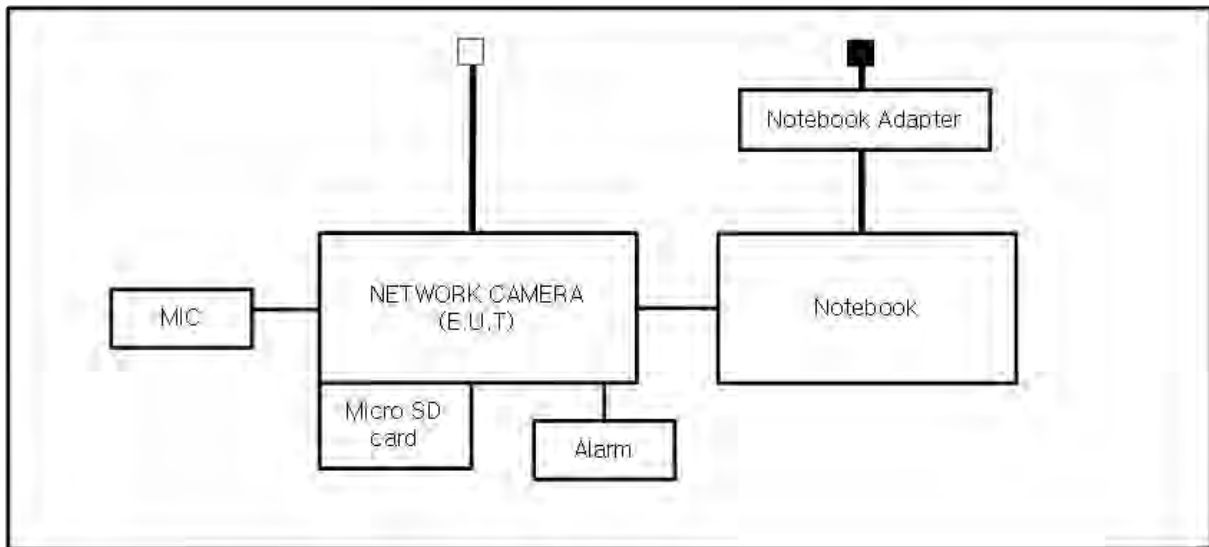 Notebook Adapter
NETWORK CAMERA
(E.U.T)
Notebook
MIC
Micro SD
card
Alarm